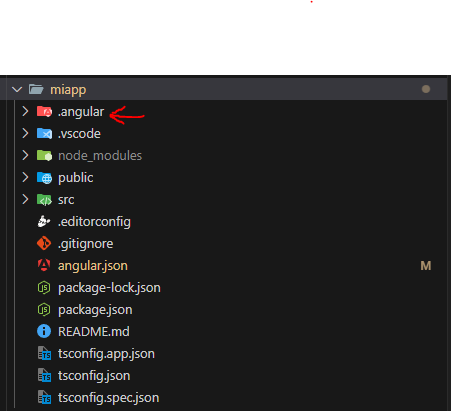 miapp
.angular
.vscode
node_modules
public
src
.editorconfig
.gitignore
angular.json M
package-lock.json
package.json
README.md
tsconfig.app.json
tsconfig.json
tsconfig.spec.json